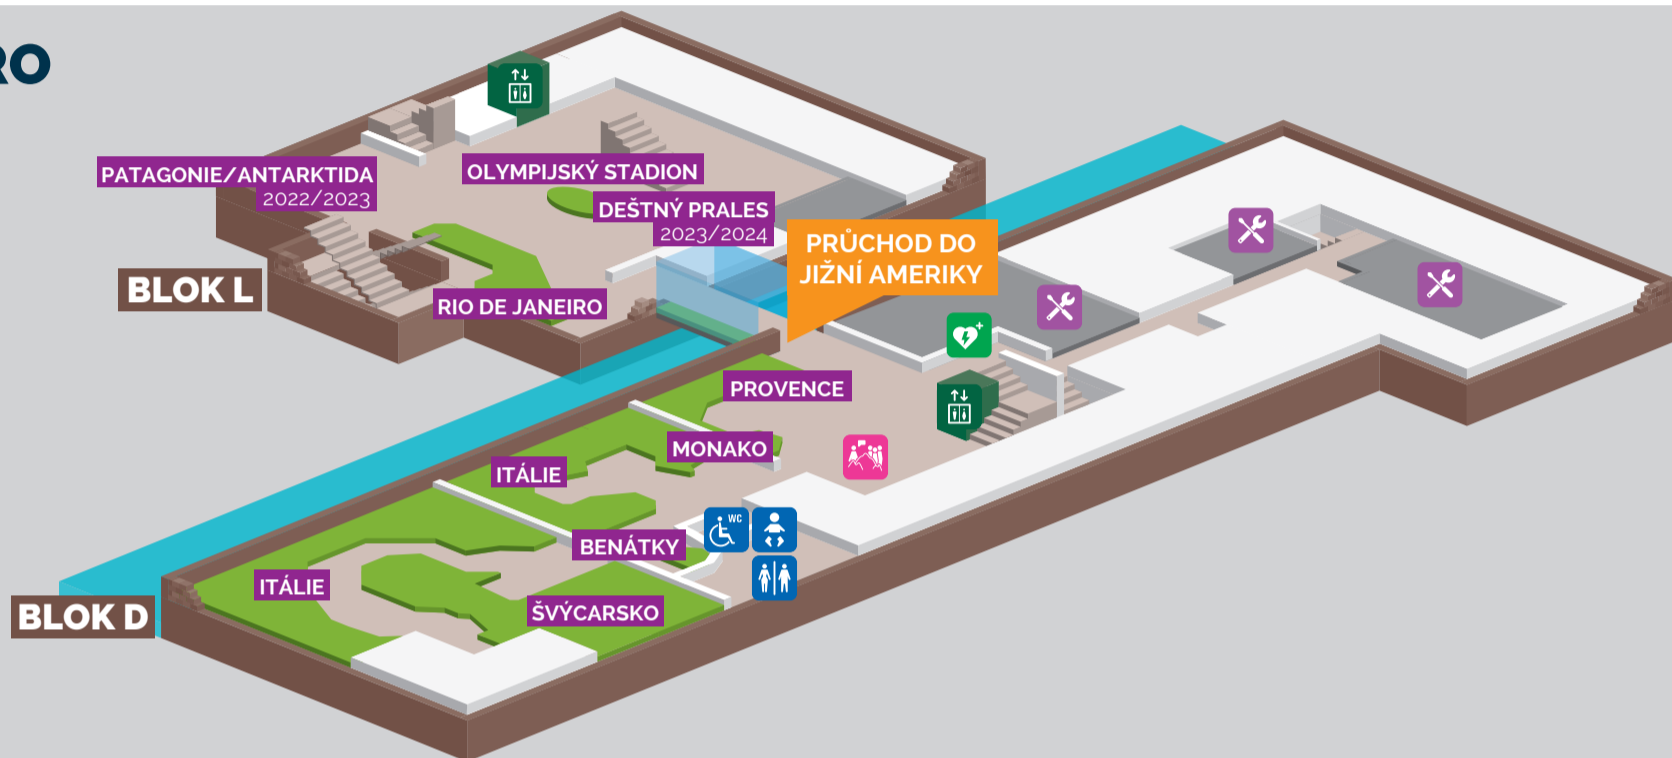 PATAGONIE/ANTARKTIDA
2022/2023
OLYMPIJSKÝ STADION
DEŠTNÝ PRALES
2023/2024
PRŮCHOD DO
JIŽNÍ AMERIKY
BLOK L
RIO DE JANEIRO
PROVENCE
MONAKO
ITÁLIE
WC
BENÁTKY
ITÁLIE
ŠVÝCARSKO
BLOK D